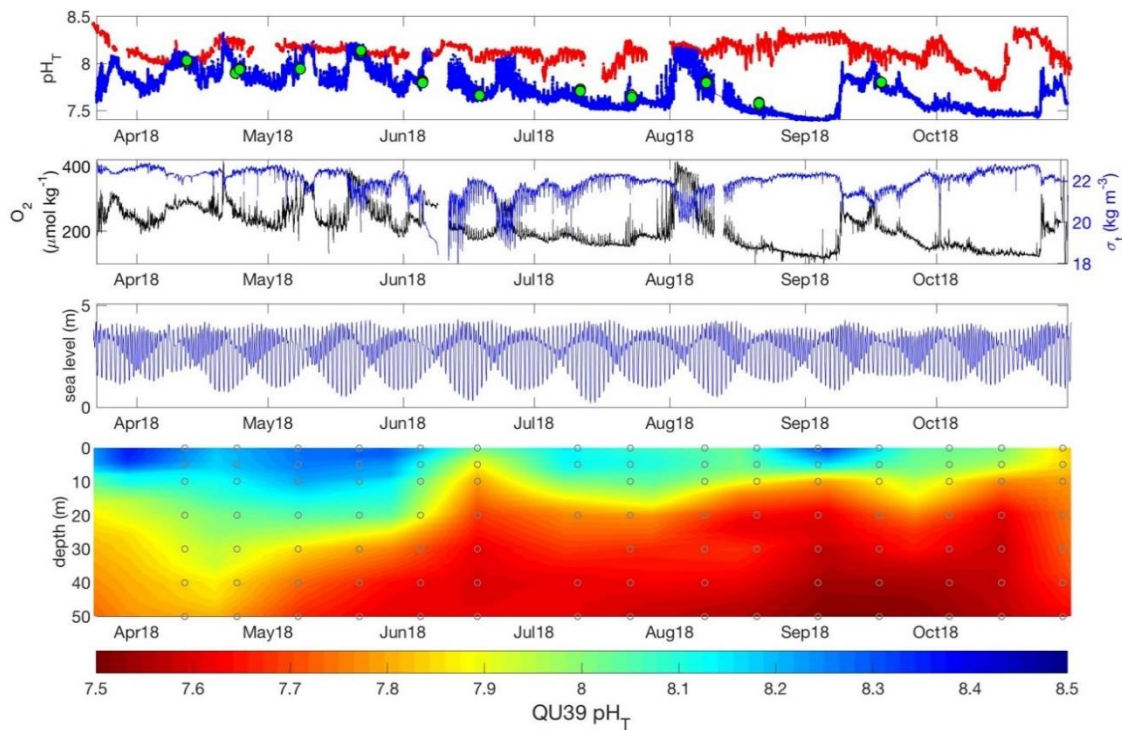 8.5
8
7.5
pH_T
Apr18 May18 Jun18 Jul18 Aug18 Sep18 Oct18
400
200
O_2
(μmol kg^-1)
22
20
18
σ_t (kg m^-3)
Apr18 May18 Jun18 Jul18 Aug18 Sep18 Oct18
5
0
sea level (m)
Apr18 May18 Jun18 Jul18 Aug18 Sep18 Oct18
0
10
20
30
40
50
depth (m)
Apr18 May18 Jun18 Jul18 Aug18 Sep18 Oct18
7.5 7.6 7.7 7.8 7.9 8 8.1 8.2 8.3 8.4 8.5
QU39 pH_T